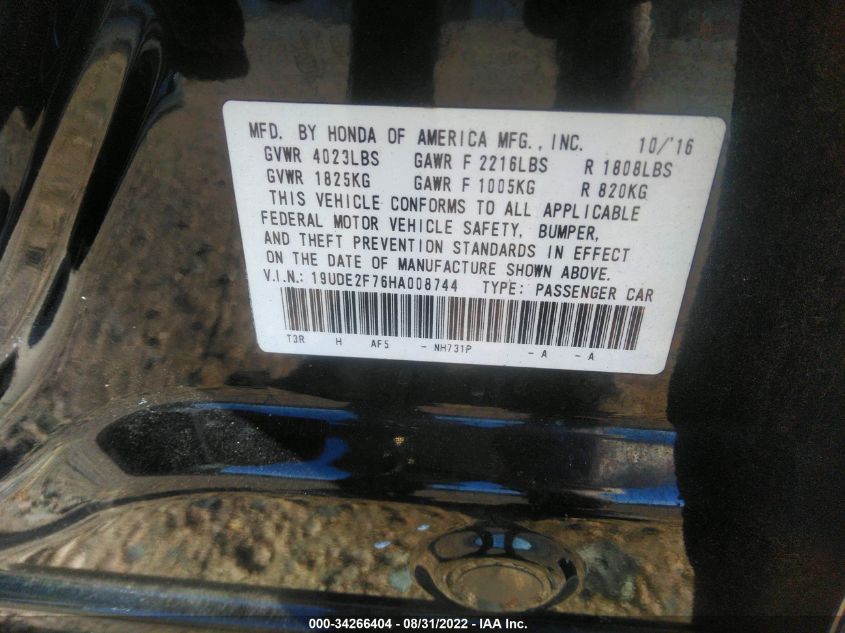 MFD. BY HONDA OF AMERICA MFG., INC. 10/'16
GVWR 4023LBS GAWR F 2216LBS R 1808LBS
GVWR 1825KG GAWR F 1005KG R 820KG
THIS VEHICLE CONFORMS TO ALL APPLICABLE
FEDERAL MOTOR VEHICLE SAFETY, BUMPER,
AND THEFT PREVENTION STANDARDS IN EFFECT
ON THE DATE OF MANUFACTURE SHOWN ABOVE.
V.I.N.: 19UDE2F76HA008744 TYPE: PASSENGER CAR
T3R H AF5 - NH731P - A - A
000-34266404 - 08/31/2022 - IAA Inc.